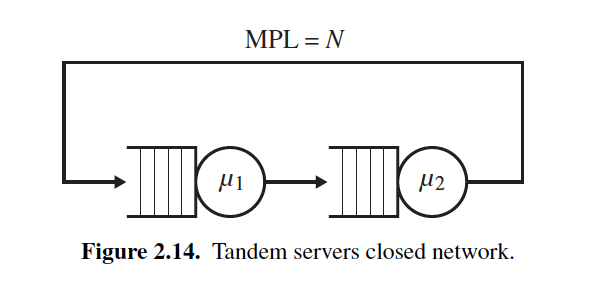 MPL = N
μ1
μ2
Figure 2.14. Tandem servers closed network.